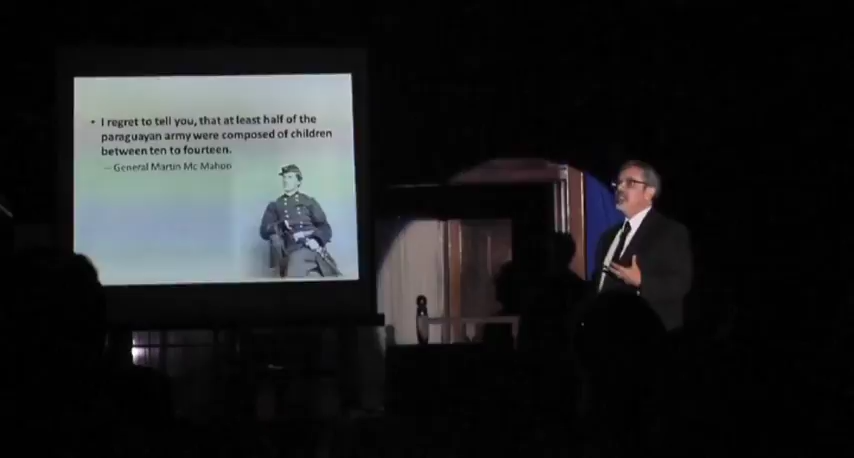 • I regret to tell you, that at least half of the
paraguayan army were composed of children
between ten to fourteen.
– General Martin Mc Mahon